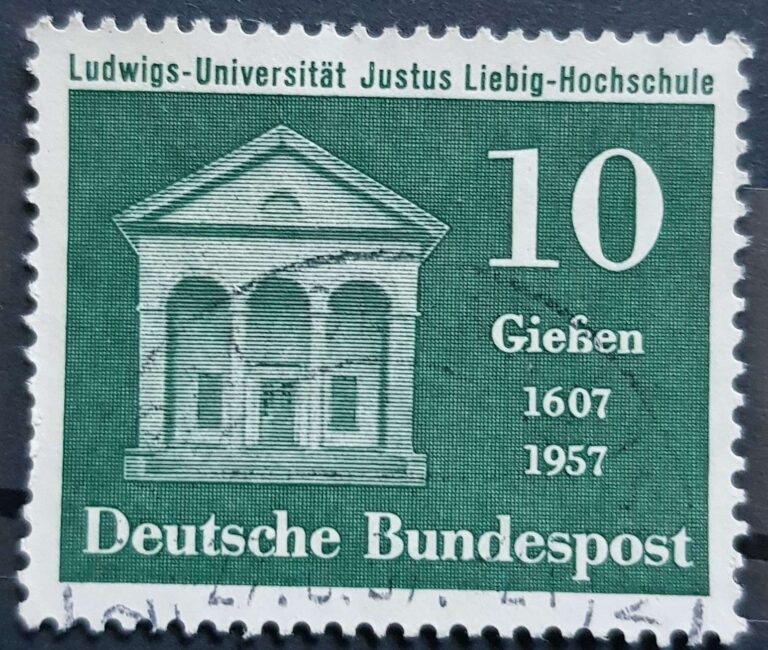 Ludwigs-Universität Justus Liebig-Hochschule
10
Gießen
1607
1957
Deutsche Bundespost